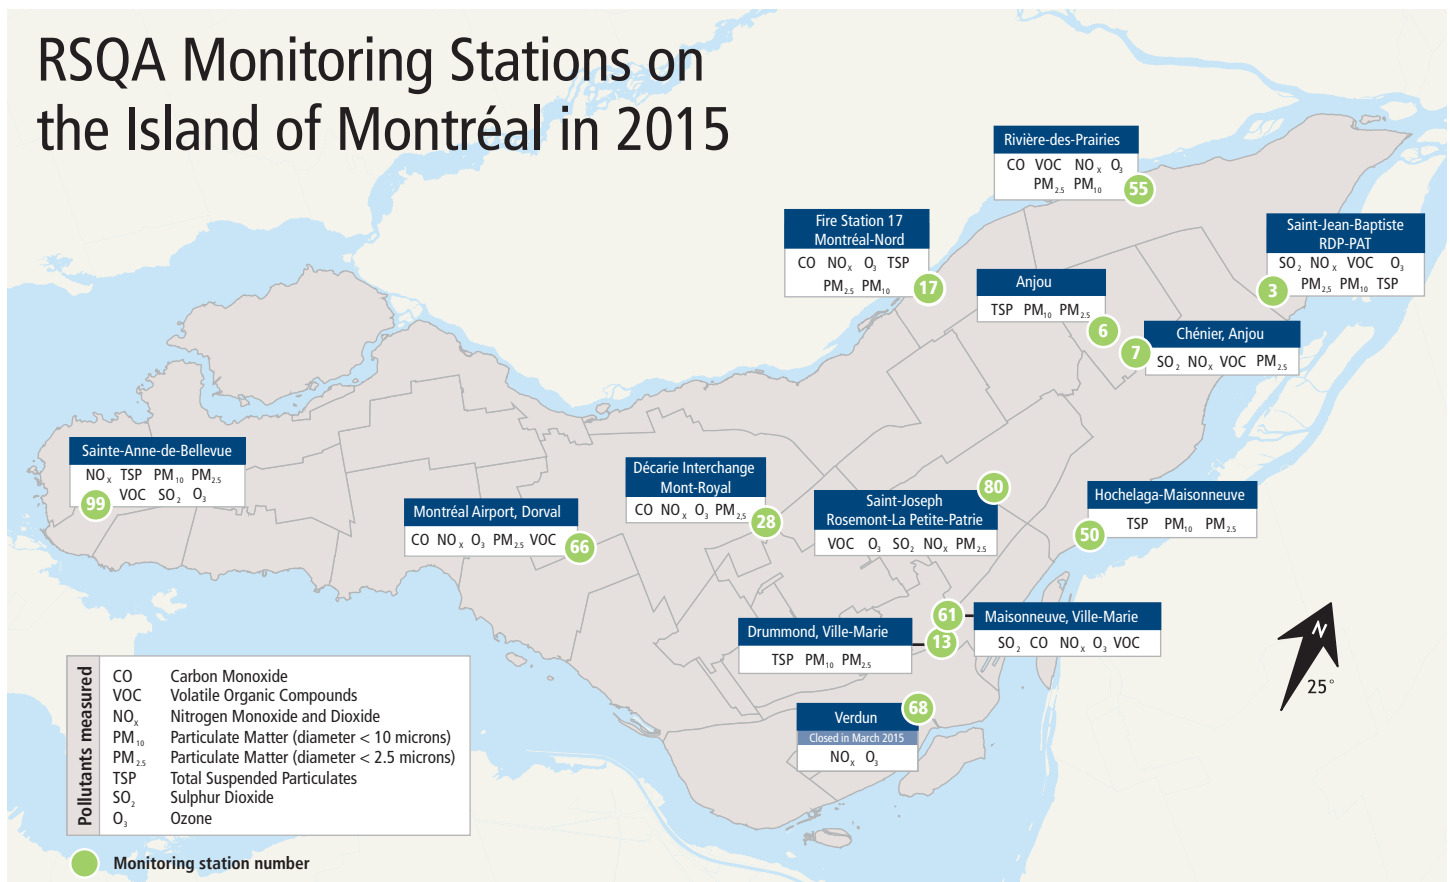 RSQA Monitoring Stations on
the Island of Montréal in 2015
Rivière-des-Prairies
CO VOC NOₓ O₃
PM₂.₅ PM₁₀
55
Fire Station 17
Montréal-Nord
CO NOₓ O₃ TSP
PM₂.₅ PM₁₀
17
Saint-Jean-Baptiste
RDP-PAT
SO₂ NOₓ VOC O₃
PM₂,₅ PM₁₀ TSP
3
Anjou
TSP PM₁₀ PM₂.₅
6
Chénier, Anjou
SO₂ NOₓ VOC PM₂.₅
7
Sainte-Anne-de-Bellevue
NOₓ TSP PM₁₀ PM₂.₅
VOC SO₂ O₃
99
Montréal Airport, Dorval
CO NOₓ O₃ PM₂.₅ VOC
66
Décarie Interchange
Mont-Royal
CO NOₓ O₃ PM₂,₅
28
80
Saint-Joseph
Rosemont-La Petite-Patrie
VOC O₃ SO₂ NOₓ PM₂.₅
Hochelaga-Maisonneuve
TSP PM₁₀ PM₂.₅
50
61
Maisonneuve, Ville-Marie
SO₂ CO NOₓ O₃ VOC
Drummond, Ville-Marie
TSP PM₁₀ PM₂.₅
13
68
Verdun
Closed in March 2015
NOₓ O₃
N
25°
Pollutants measured
CO Carbon Monoxide
VOC Volatile Organic Compounds
NOₓ Nitrogen Monoxide and Dioxide
PM₁₀ Particulate Matter (diameter < 10 microns)
PM₂.₅ Particulate Matter (diameter < 2.5 microns)
TSP Total Suspended Particulates
SO₂ Sulphur Dioxide
O₃ Ozone
Monitoring station number